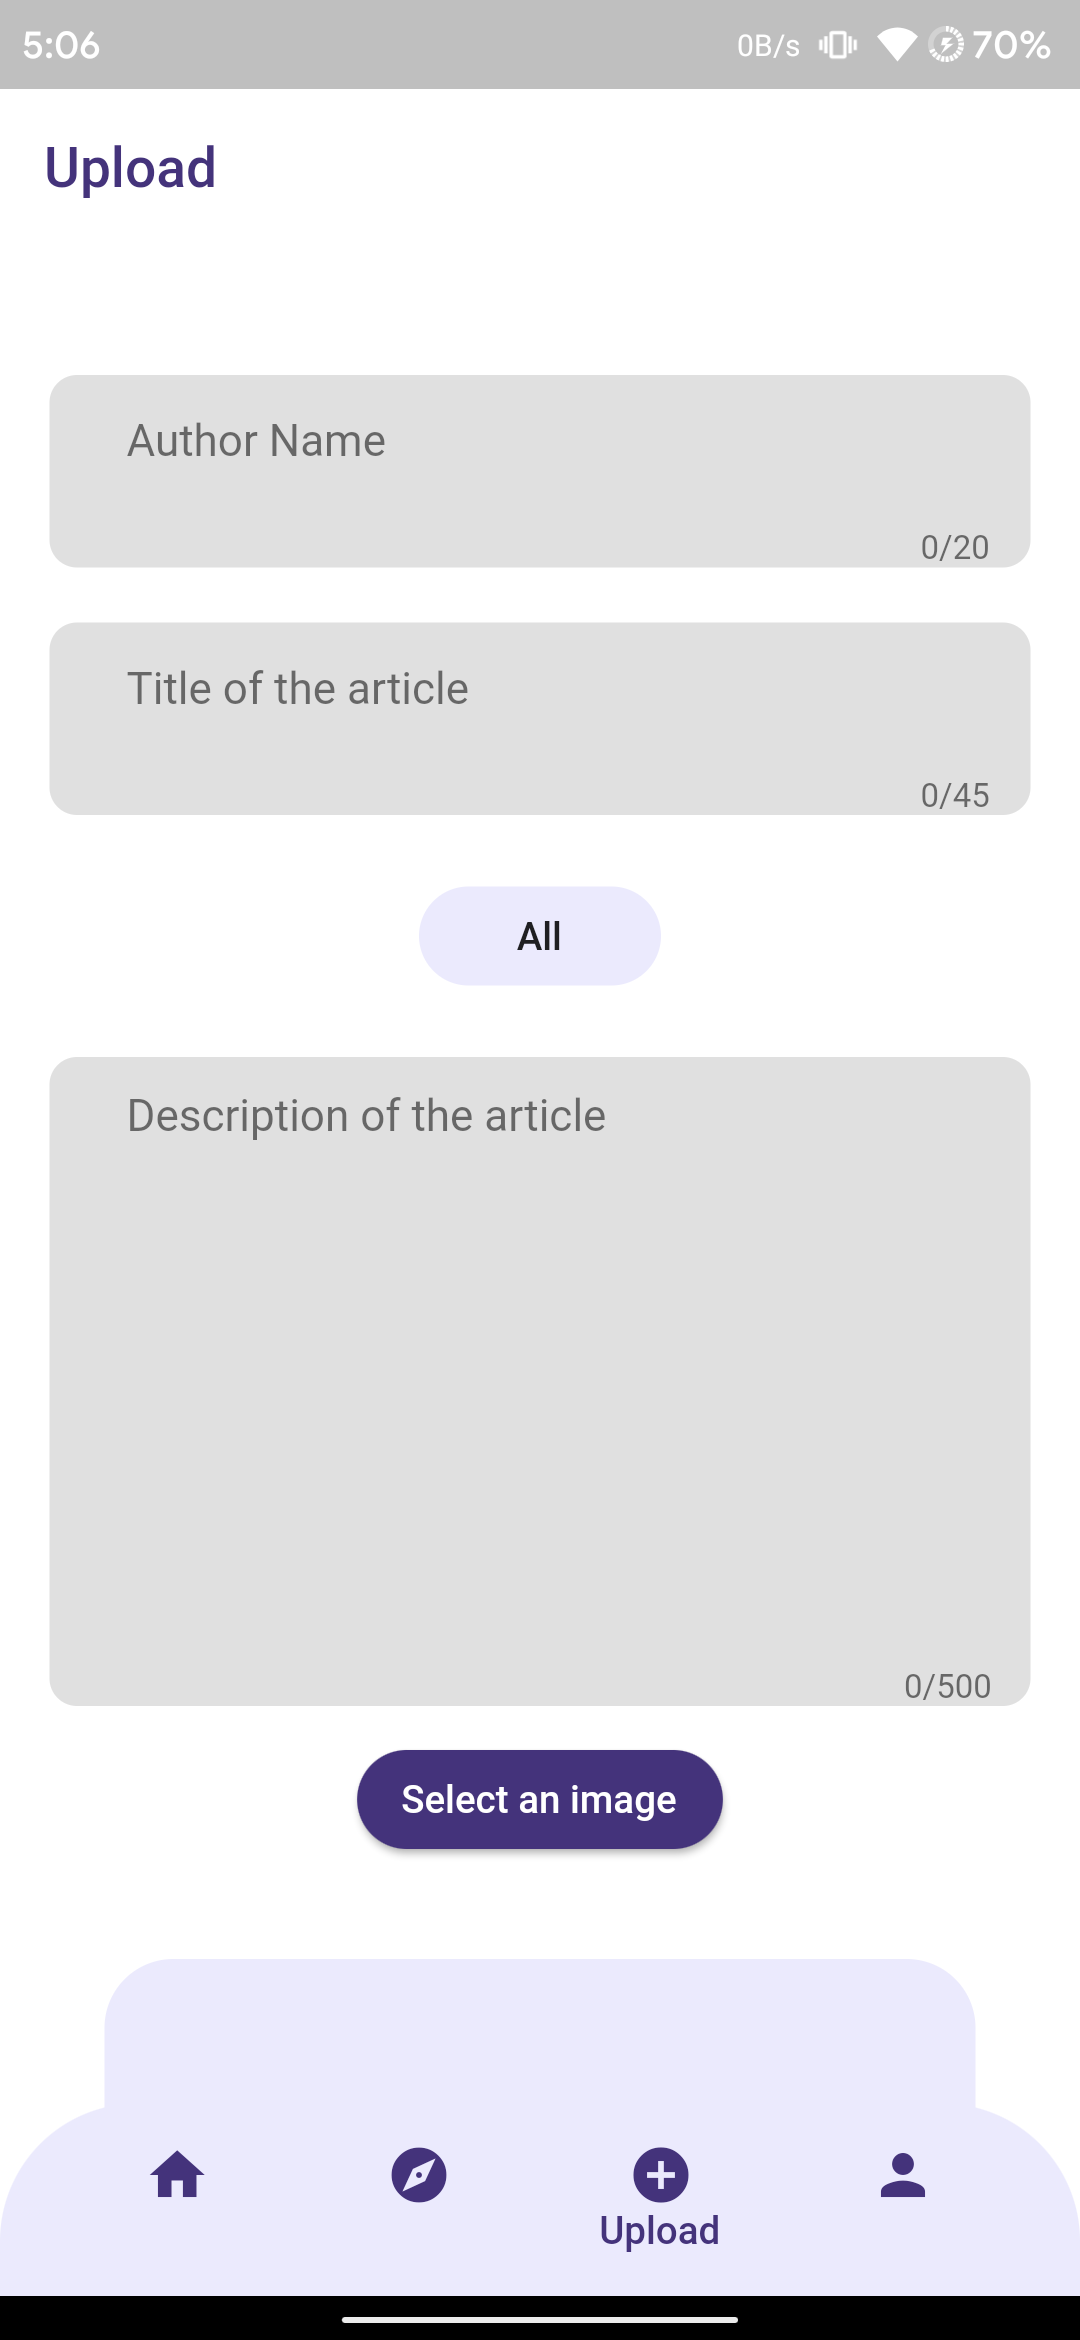 5:06 0B/s 70%
Upload
Author Name
0/20
Title of the article
0/45
All
Description of the article
0/500
Select an image
Upload